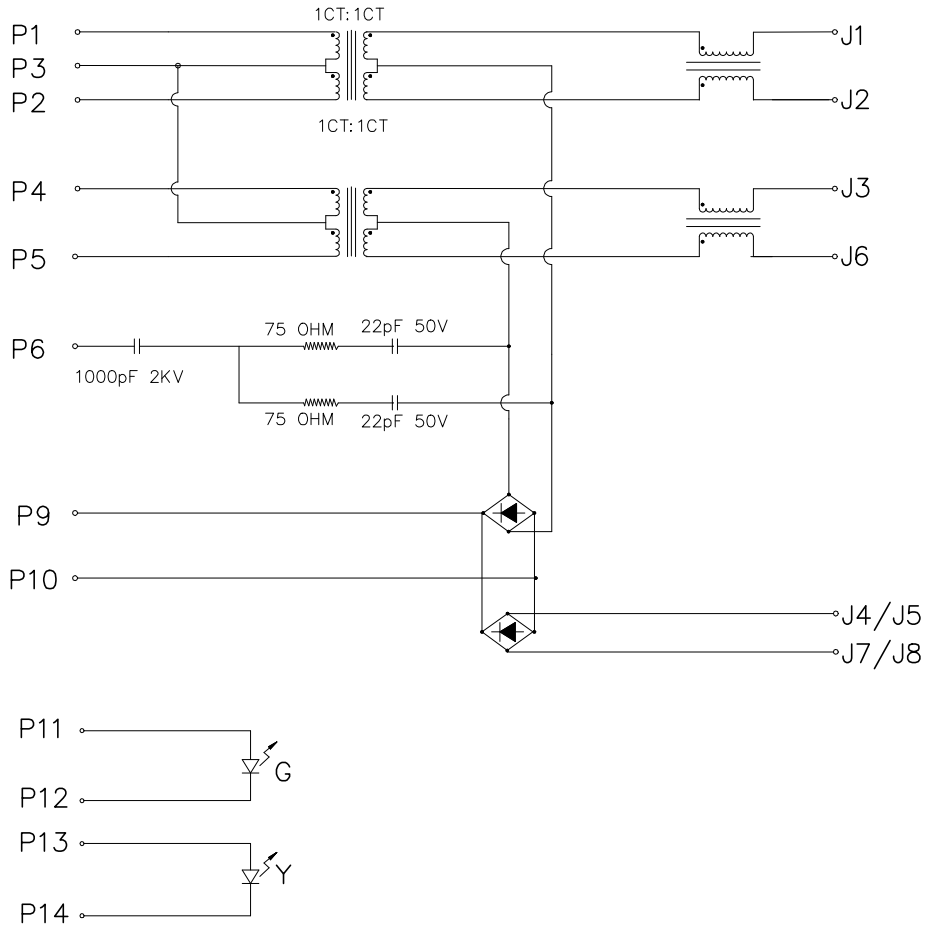 1CT:1CT
P1
J1
P3
P2
J2
1CT:1CT
P4
J3
P5
J6
75 OHM
22pF 50V
P6
1000pF 2KV
75 OHM
22pF 50V
P9
P10
J4/J5
J7/J8
P11
G
P12
P13
Y
P14